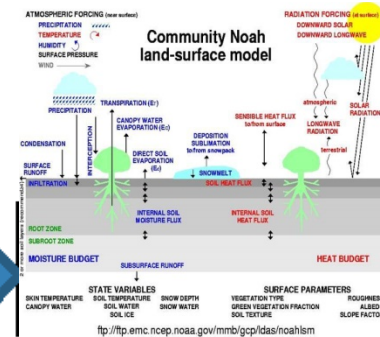 ATMOSPHERIC FORCING (near surface)
PRECIPITATION
TEMPERATURE
HUMIDITY
SURFACE PRESSURE
WIND
Community Noah
land-surface model
RADIATION FORCING (at surface)
DOWNWARD SOLAR
DOWNWARD LONGWAVE
PRECIPITATION
TRANSPIRATION
CANOPY WATER
EVAPORATION
CONDENSATION
INTERCEPTION
DIRECT SOIL
EVAPORATION
DEPOSITION
SUBLIMATION
to/from snowpack
SENSIBLE HEAT FLUX
to/from surface
atmospheric
LONGWAVE
RADIATION
terrestrial
SOLAR
RADIATION
SURFACE
RUNOFF
SNOWMELT
INFILTRATION
SOIL HEAT FLUX
INTERNAL SOIL
MOISTURE FLUX
INTERNAL SOIL
HEAT FLUX
ROOT ZONE
SUBROOT ZONE
MOISTURE BUDGET
HEAT BUDGET
SUBSURFACE RUNOFF
STATE VARIABLES
SKIN TEMPERATURE SOIL TEMPERATURE SNOW DEPTH
CANOPY WATER SOIL WATER SNOW WATER
SOIL ICE
SURFACE PARAMETERS
VEGETATION TYPE ROUGHNES
GREEN VEGETATION FRACTION ALBED
SOIL TEXTURE SLOPE FACTO
ftp://ftp.emc.ncep.noaa.gov/mmb/gcp/ldas/noahlsm